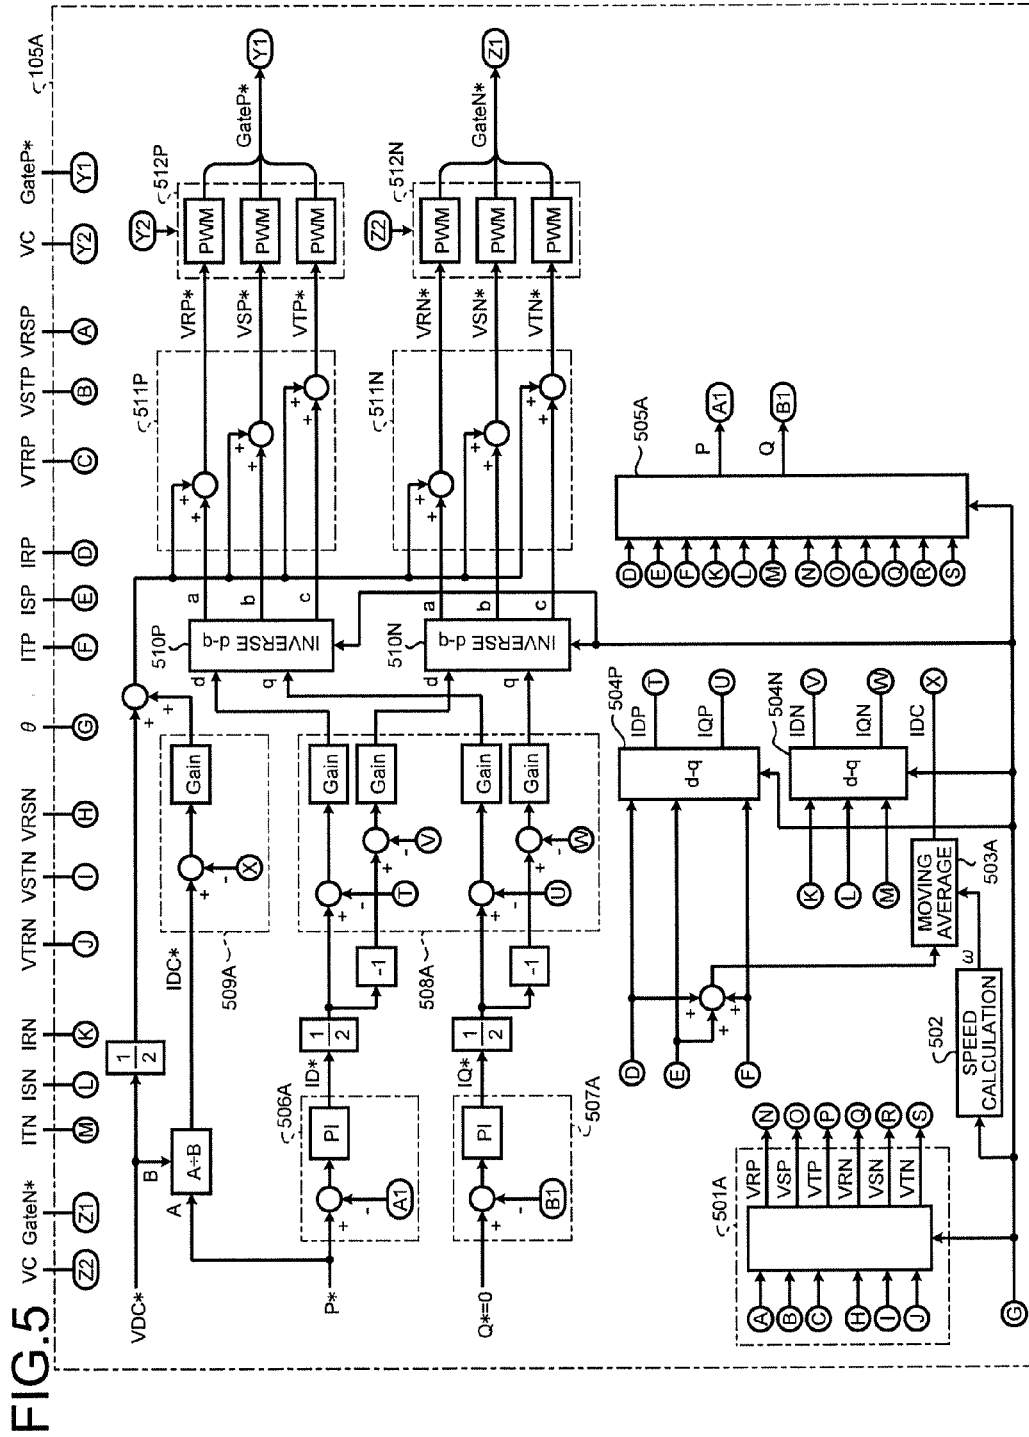 FIG.5
105A
VC
Z2
GateN*
Z1
ITN
M
ISN
L
IRN
K
VTRN
J
VSTN
I
VRSN
H
θ
G
ITP
F
ISP
E
IRP
D
VTRP
C
VSTP
B
VRSP
A
VC
Y2
GateP*
Y1
VDC*
1
2
B
A
A÷B
IDC*
509A
+
-
X
Gain
+
+
P*
506A
+
-
A1
PI
ID*
1
2
-1
508A
+
-
T
Gain
-
V
Gain
Q*=0
507A
+
-
B1
PI
IQ*
1
2
-1
+
-
U
Gain
+
-
W
Gain
510P
d
q
INVERSE d-q
a
b
c
511P
+
+
+
+
+
+
VRP*
VSP*
VTP*
Y2
512P
PWM
PWM
PWM
GateP*
Y1
510N
d
q
INVERSE d-q
a
b
c
511N
+
+
+
+
+
+
VRN*
VSN*
VTN*
Z2
512N
PWM
PWM
PWM
GateN*
Z1
501A
A
B
C
H
I
J
VRP
N
VSP
O
VTP
P
VRN
Q
VSN
R
VTN
S
G
502
SPEED
CALCULATION
ω
503A
MOVING
AVERAGE
D
E
F
+
+
+
504P
d-q
IDP
T
IQP
U
K
L
M
504N
d-q
IDN
V
IQN
W
IDC
X
505A
D
E
F
K
L
M
N
O
P
Q
R
S
P
A1
Q
B1